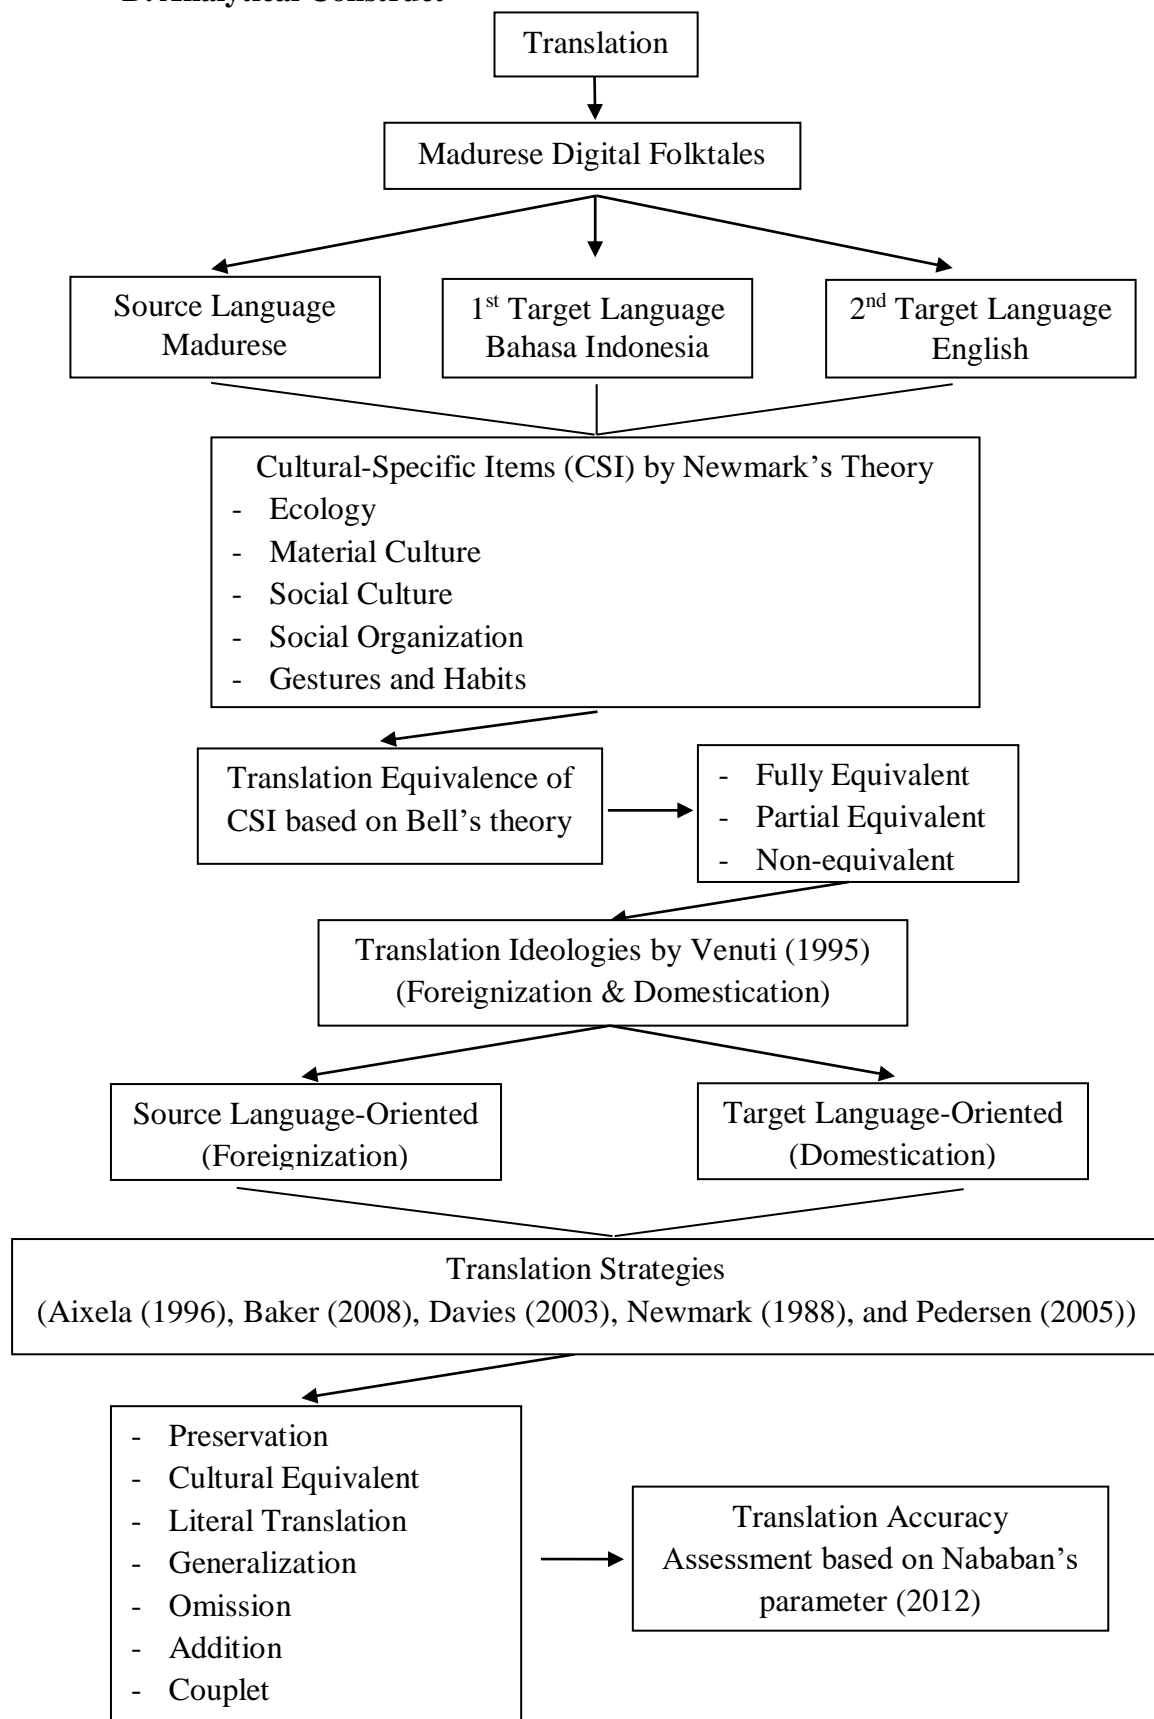 D. Analytical Construct
Translation
Madurese Digital Folktales
Source Language
Madurese
1st Target Language
Bahasa Indonesia
2nd Target Language
English
Cultural-Specific Items (CSI) by Newmark’s Theory
- Ecology
- Material Culture
- Social Culture
- Social Organization
- Gestures and Habits
Translation Equivalence of
CSI based on Bell’s theory
- Fully Equivalent
- Partial Equivalent
- Non-equivalent
Translation Ideologies by Venuti (1995)
(Foreignization & Domestication)
Source Language-Oriented
(Foreignization)
Target Language-Oriented
(Domestication)
Translation Strategies
(Aixela (1996), Baker (2008), Davies (2003), Newmark (1988), and Pedersen (2005))
- Preservation
- Cultural Equivalent
- Literal Translation
- Generalization
- Omission
- Addition
- Couplet
Translation Accuracy
Assessment based on Nababan’s
parameter (2012)